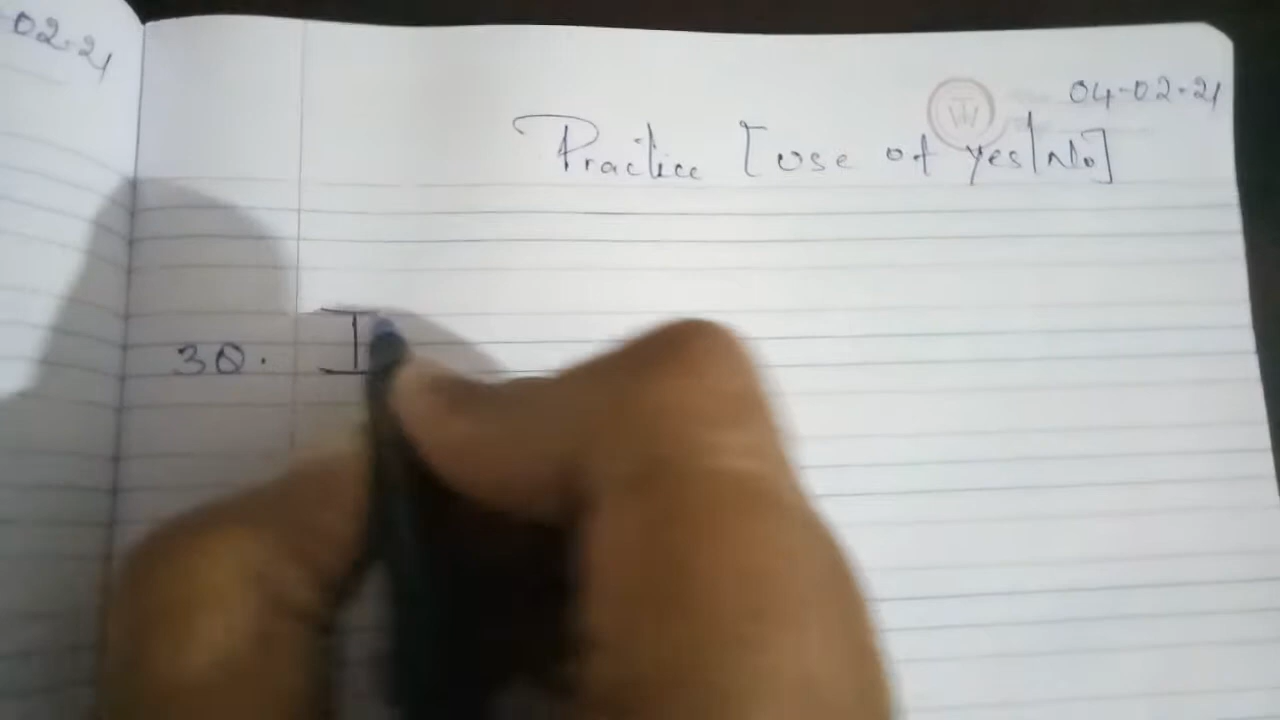 02-21
04-02-21
Practice [Use of yes|No]
30. I